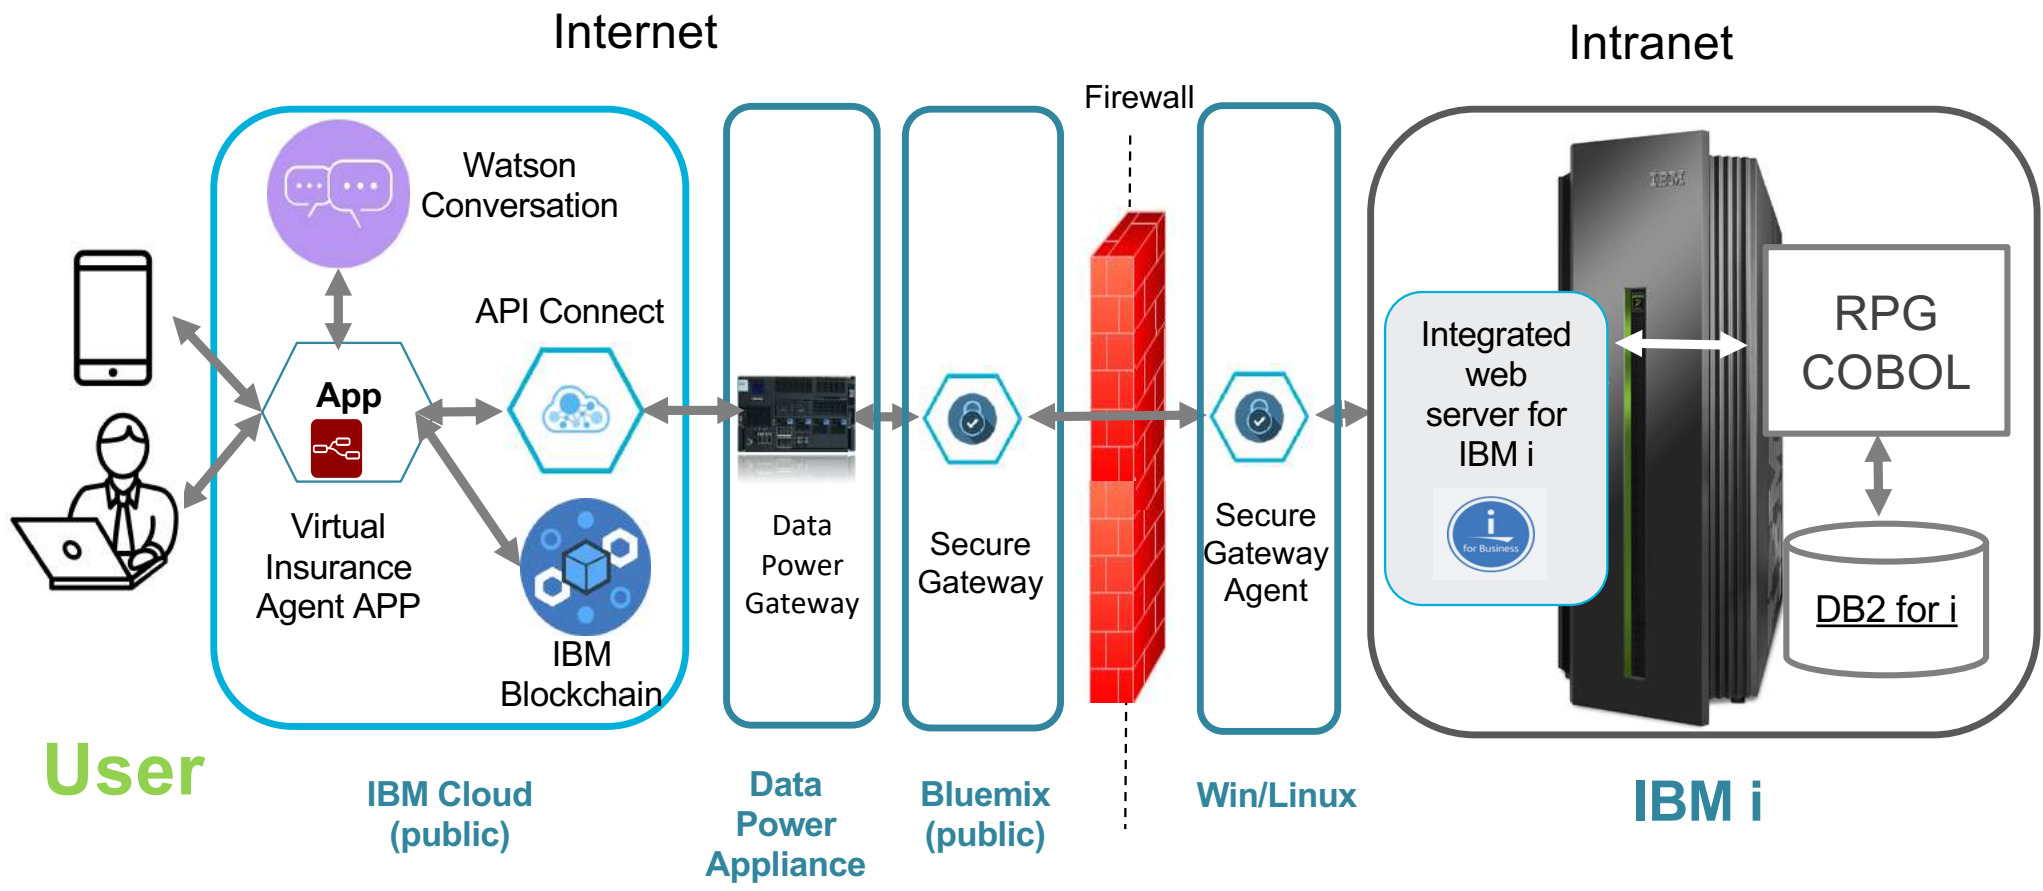 Internet
Intranet
Firewall
Watson
Conversation
API Connect
App
Virtual
Insurance
Agent APP
IBM
Blockchain
Data
Power
Gateway
Secure
Gateway
Secure
Gateway
Agent
IBM
Integrated
web
server for
IBM i
i
for Business
RPG
COBOL
DB2 for i
User
IBM Cloud
(public)
Data
Power
Appliance
Bluemix
(public)
Win/Linux
IBM i